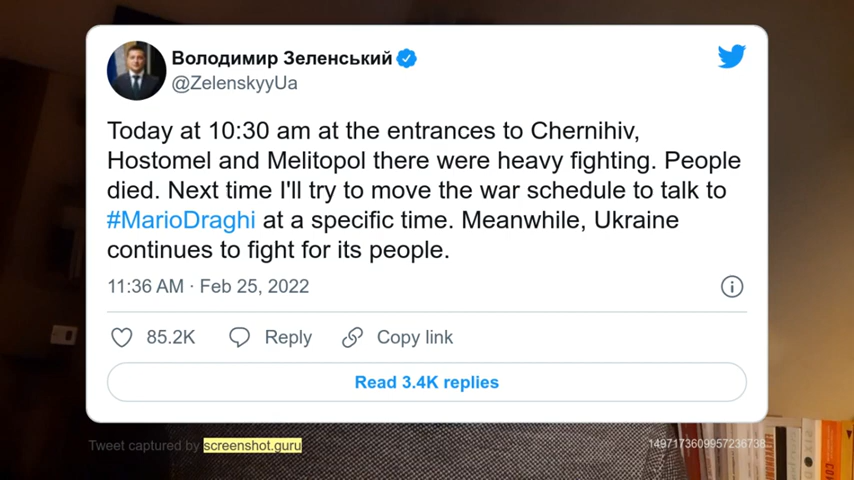 Володимир Зеленський
@ZelenskyyUa
Today at 10:30 am at the entrances to Chernihiv,
Hostomel and Melitopol there were heavy fighting. People
died. Next time I'll try to move the war schedule to talk to
#MarioDraghi at a specific time. Meanwhile, Ukraine
continues to fight for its people.
11:36 AM · Feb 25, 2022
85.2K Reply Copy link
Read 3.4K replies
Tweet captured by screenshot.guru 1497173609957236738